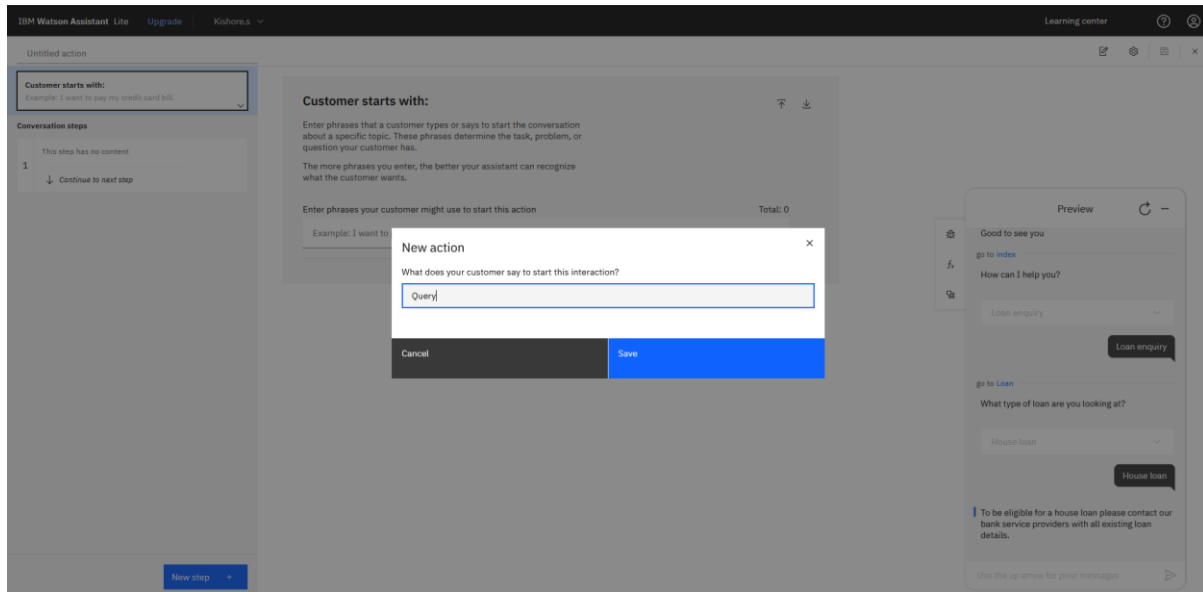 IBM Watson Assistant Lite Upgrade Kishore.s Learning center
Untitled action
Customer starts with:
Example: I want to pay my credit card bill.
Conversation steps
1
This step has no content
Continue to next step
New step +
Customer starts with:
Enter phrases that a customer types or says to start the conversation
about a specific topic. These phrases determine the task, problem, or
question your customer has.
The more phrases you enter, the better your assistant can recognize
what the customer wants.
Enter phrases your customer might use to start this action Total: 0
Example: I want to
New action
What does your customer say to start this interaction?
Query
Cancel Save
Preview
Good to see you
go to index
How can I help you?
Loan enquiry
Loan enquiry
go to Loan
What type of loan are you looking at?
House loan
House loan
To be eligible for a house loan please contact our
bank service providers with all existing loan
details.
Use the up arrow for prior messages